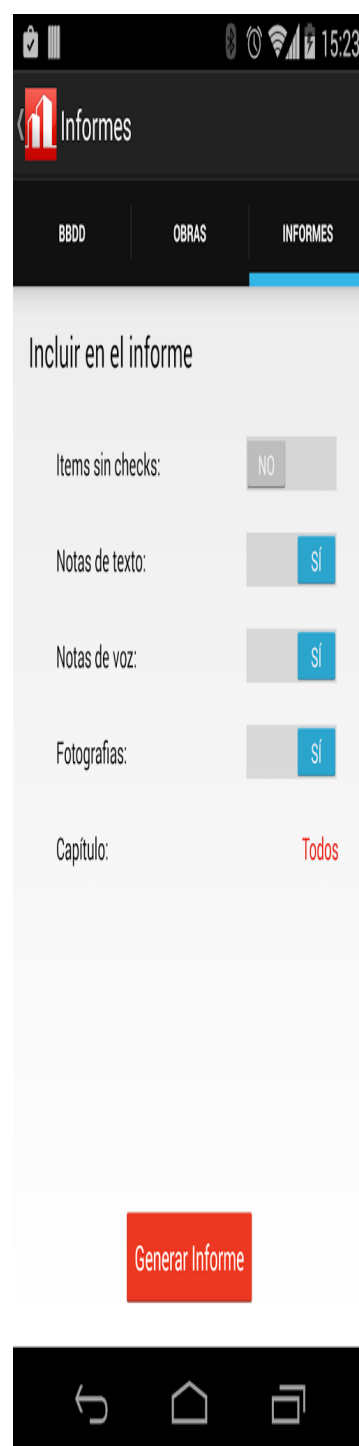 15:23
Informes
BBDD OBRAS INFORMES
Incluir en el informe
Items sin checks: NO
Notas de texto: SÍ
Notas de voz: SÍ
Fotografias: SÍ
Capítulo: Todos
Generar Informe